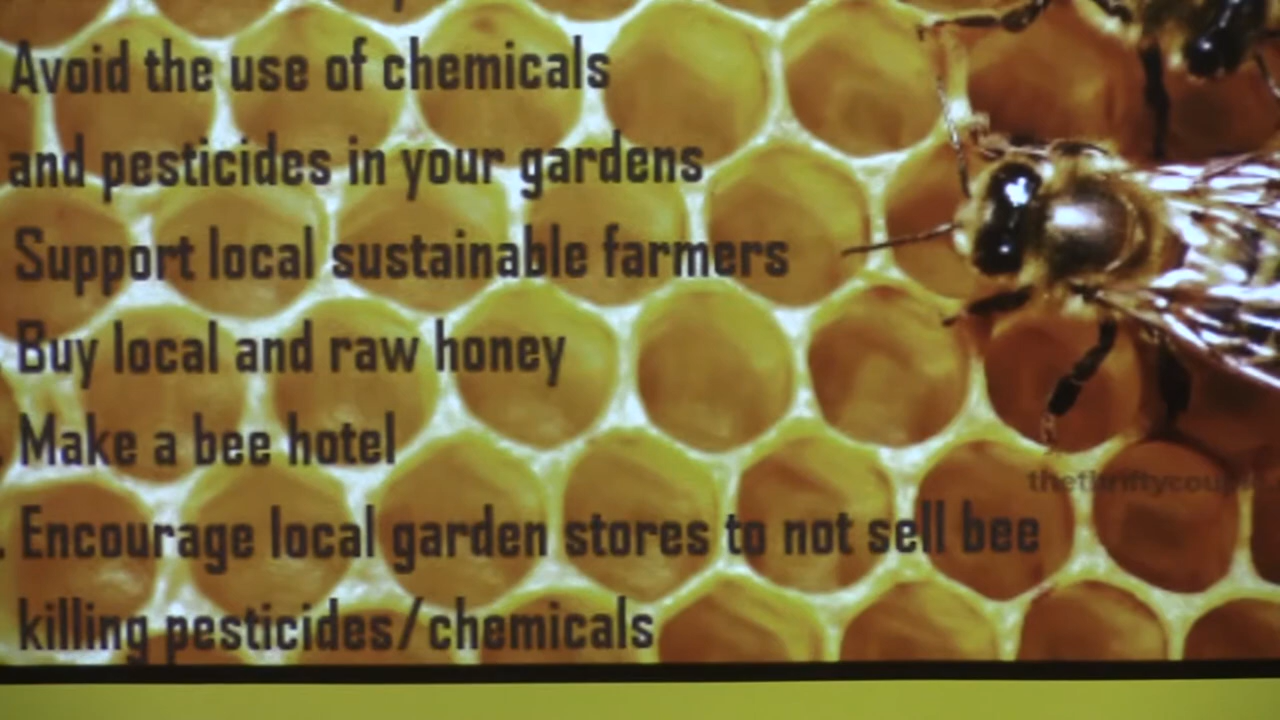 Avoid the use of chemicals
and pesticides in your gardens
Support local sustainable farmers
Buy local and raw honey
. Make a bee hotel
. Encourage local garden stores to not sell bee
killing pesticides/chemicals